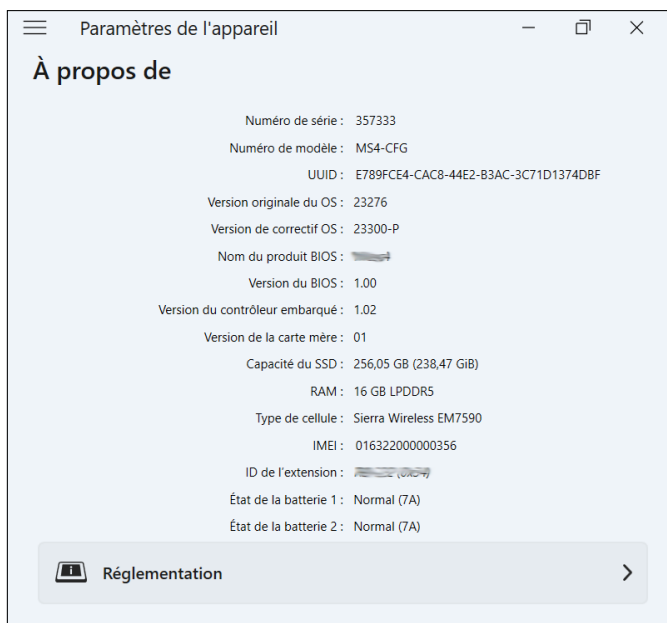 Paramètres de l'appareil
À propos de
Numéro de série : 357333
Numéro de modèle : MS4-CFG
UUID : E789FCE4-CAC8-44E2-B3AC-3C71D1374DBF
Version originale du OS : 23276
Version de correctif OS : 23300-P
Nom du produit BIOS :
Version du BIOS : 1.00
Version du contrôleur embarqué : 1.02
Version de la carte mère : 01
Capacité du SSD : 256,05 GB (238,47 GiB)
RAM : 16 GB LPDDR5
Type de cellule : Sierra Wireless EM7590
IMEI : 016322000000356
ID de l'extension :
État de la batterie 1 : Normal (7A)
État de la batterie 2 : Normal (7A)
Réglementation